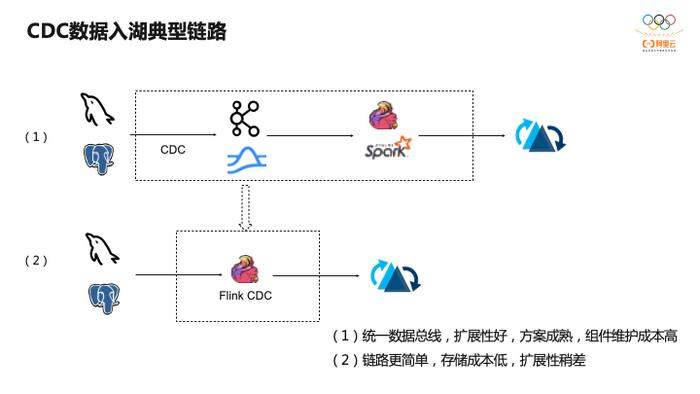 CDC数据入湖典型链路
阿里云
（1）
CDC
Spark
（2）
Flink CDC
（1）统一数据总线，扩展性好，方案成熟，组件维护成本高
（2）链路更简单，存储成本低，扩展性稍差